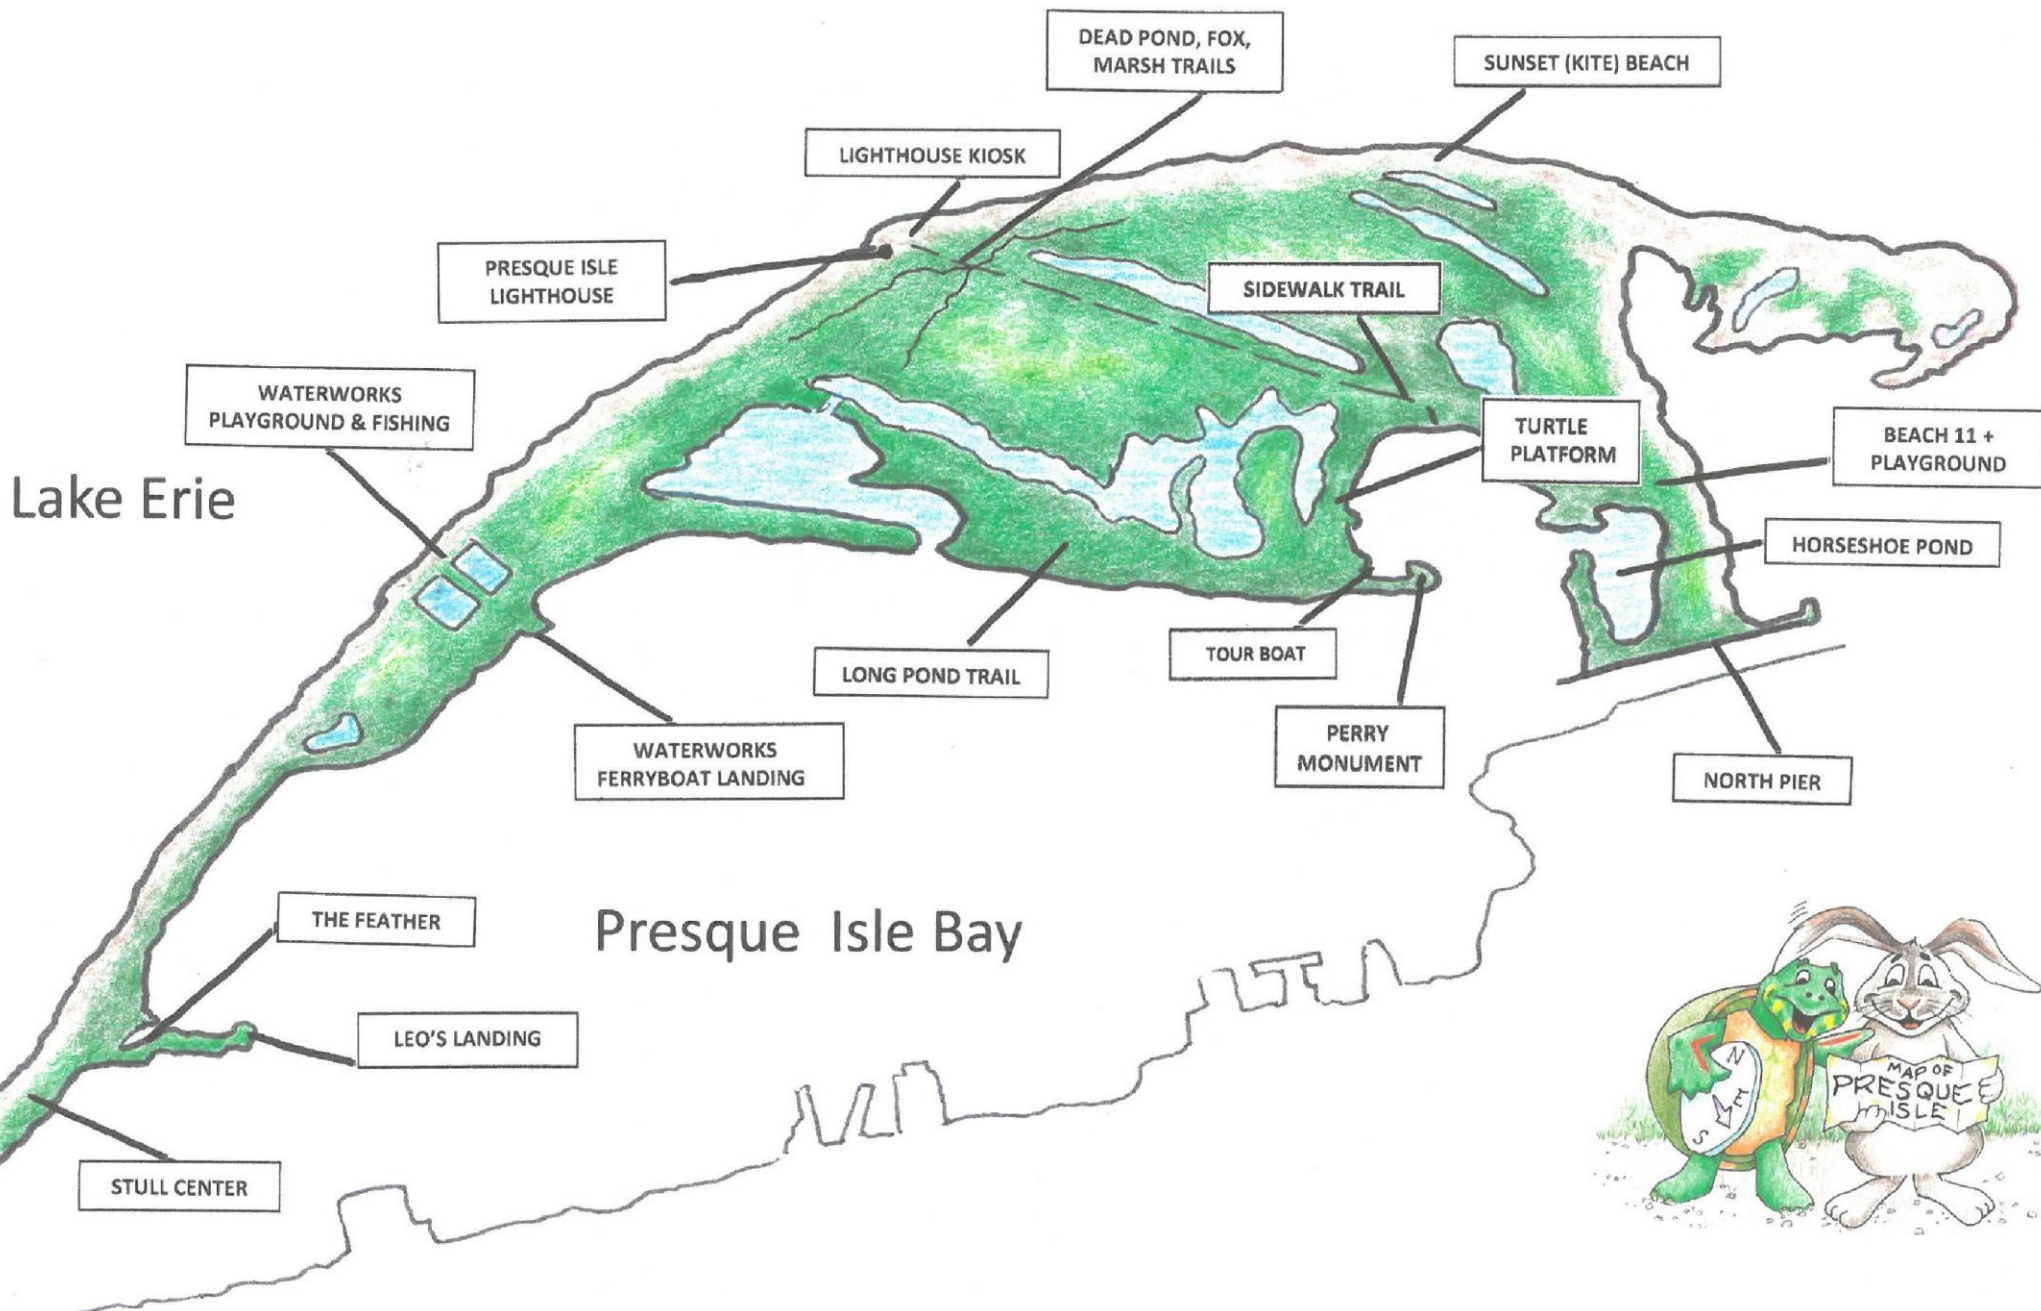 DEAD POND, FOX,
MARSH TRAILS
SUNSET (KITE) BEACH
LIGHTHOUSE KIOSK
PRESQUE ISLE
LIGHTHOUSE
SIDEWALK TRAIL
WATERWORKS
PLAYGROUND & FISHING
TURTLE
PLATFORM
BEACH 11 +
PLAYGROUND
Lake Erie
HORSESHOE POND
LONG POND TRAIL
TOUR BOAT
PERRY
MONUMENT
WATERWORKS
FERRYBOAT LANDING
NORTH PIER
THE FEATHER
Presque Isle Bay
LEO'S LANDING
STULL CENTER
N
E
S
MAP OF
PRESQUE
ISLE